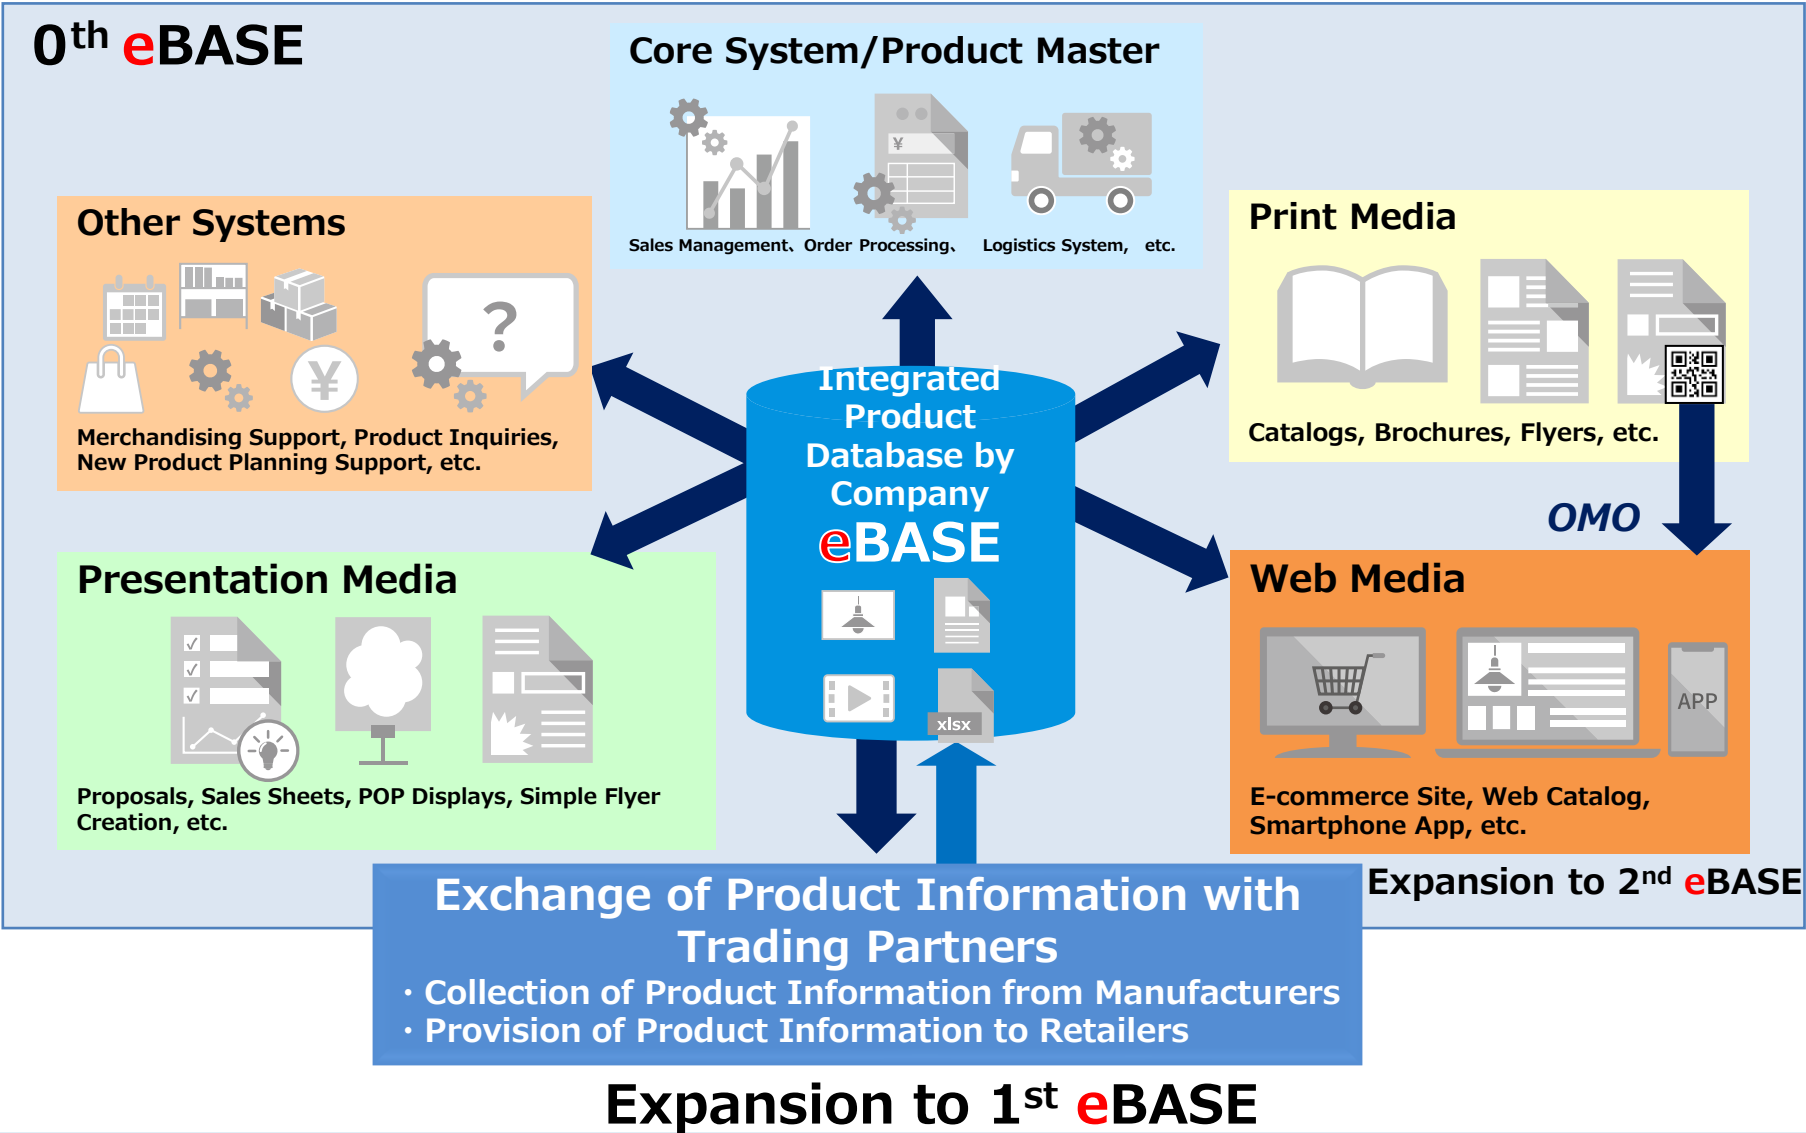 0th eBASE
Core System/Product Master
¥
Sales Management、Order Processing、 Logistics System, etc.
Other Systems
?
¥
Merchandising Support, Product Inquiries,
New Product Planning Support, etc.
Print Media
Catalogs, Brochures, Flyers, etc.
OMO
Integrated
Product
Database by
Company
eBASE
xlsx
Presentation Media
Proposals, Sales Sheets, POP Displays, Simple Flyer
Creation, etc.
Web Media
APP
E-commerce Site, Web Catalog,
Smartphone App, etc.
Expansion to 2nd eBASE
Exchange of Product Information with
Trading Partners
・Collection of Product Information from Manufacturers
・Provision of Product Information to Retailers
Expansion to 1st eBASE